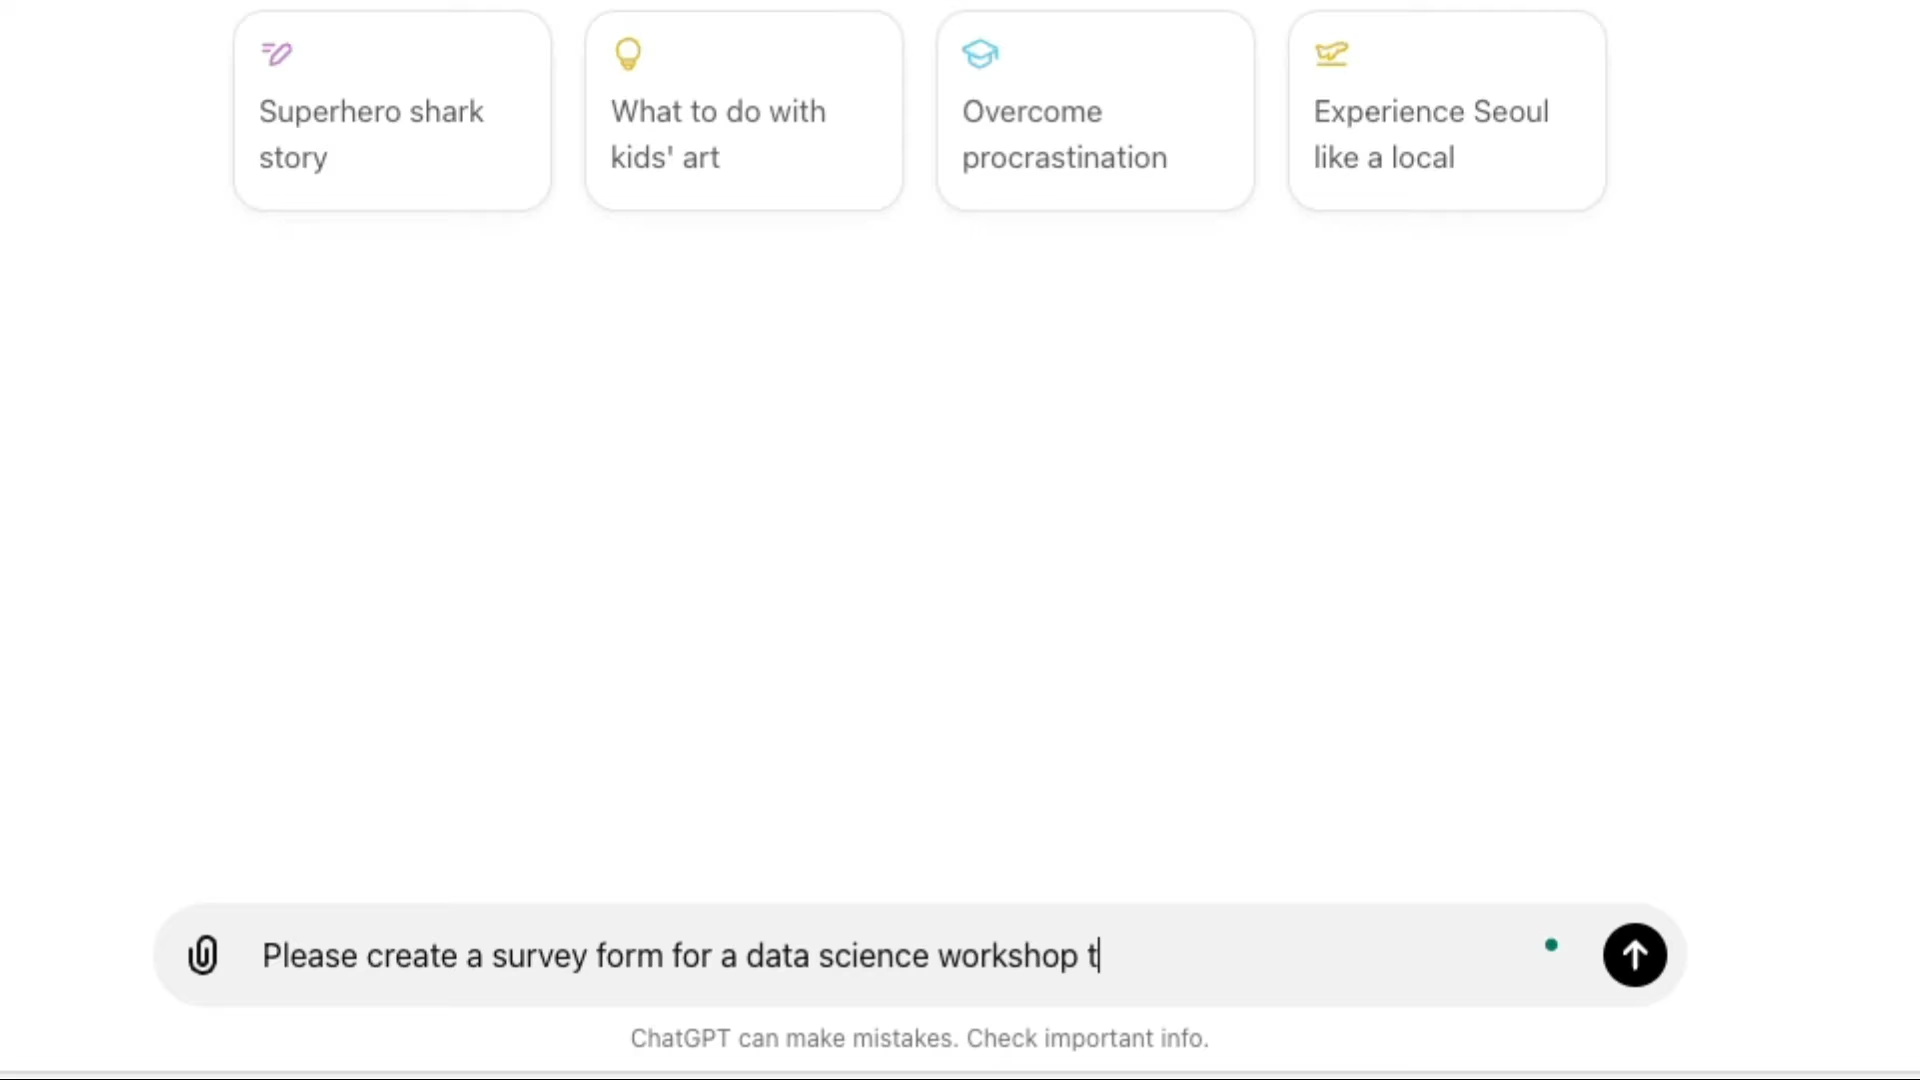 Superhero shark
story
What to do with
kids' art
Overcome
procrastination
Experience Seoul
like a local
Please create a survey form for a data science workshop t
ChatGPT can make mistakes. Check important info.